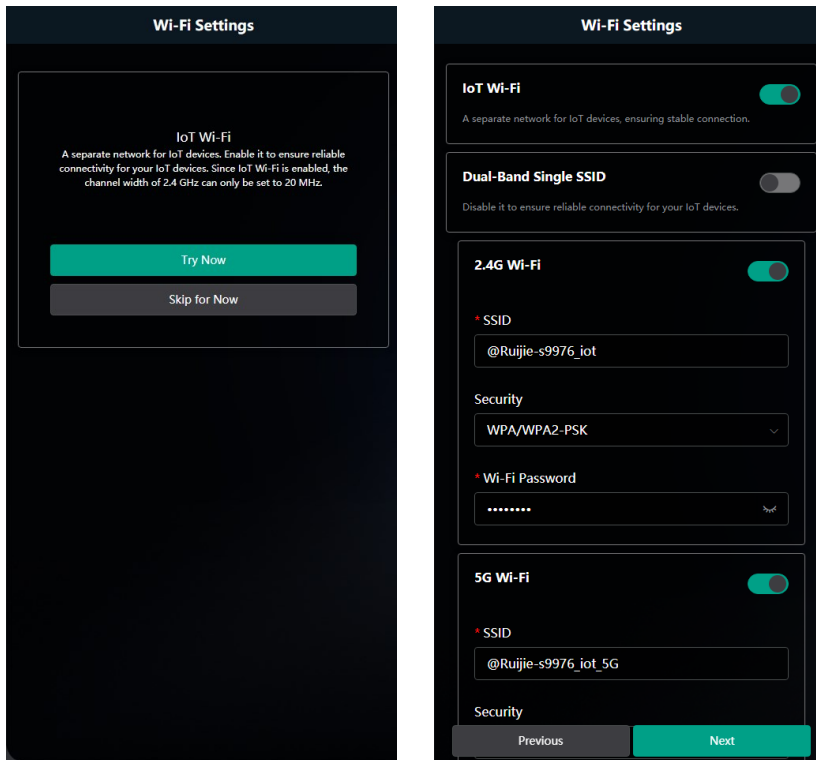 Wi-Fi Settings
IoT Wi-Fi
A separate network for IoT devices. Enable it to ensure reliable
connectivity for your IoT devices. Since IoT Wi-Fi is enabled, the
channel width of 2.4 GHz can only be set to 20 MHz.
Try Now
Skip for Now
Wi-Fi Settings
IoT Wi-Fi
A separate network for IoT devices, ensuring stable connection.
Dual-Band Single SSID
Disable it to ensure reliable connectivity for your IoT devices.
2.4G Wi-Fi
* SSID
@Ruijie-s9976_iot
Security
WPA/WPA2-PSK
* Wi-Fi Password
••••••••
5G Wi-Fi
* SSID
@Ruijie-s9976_iot_5G
Security
Previous
Next